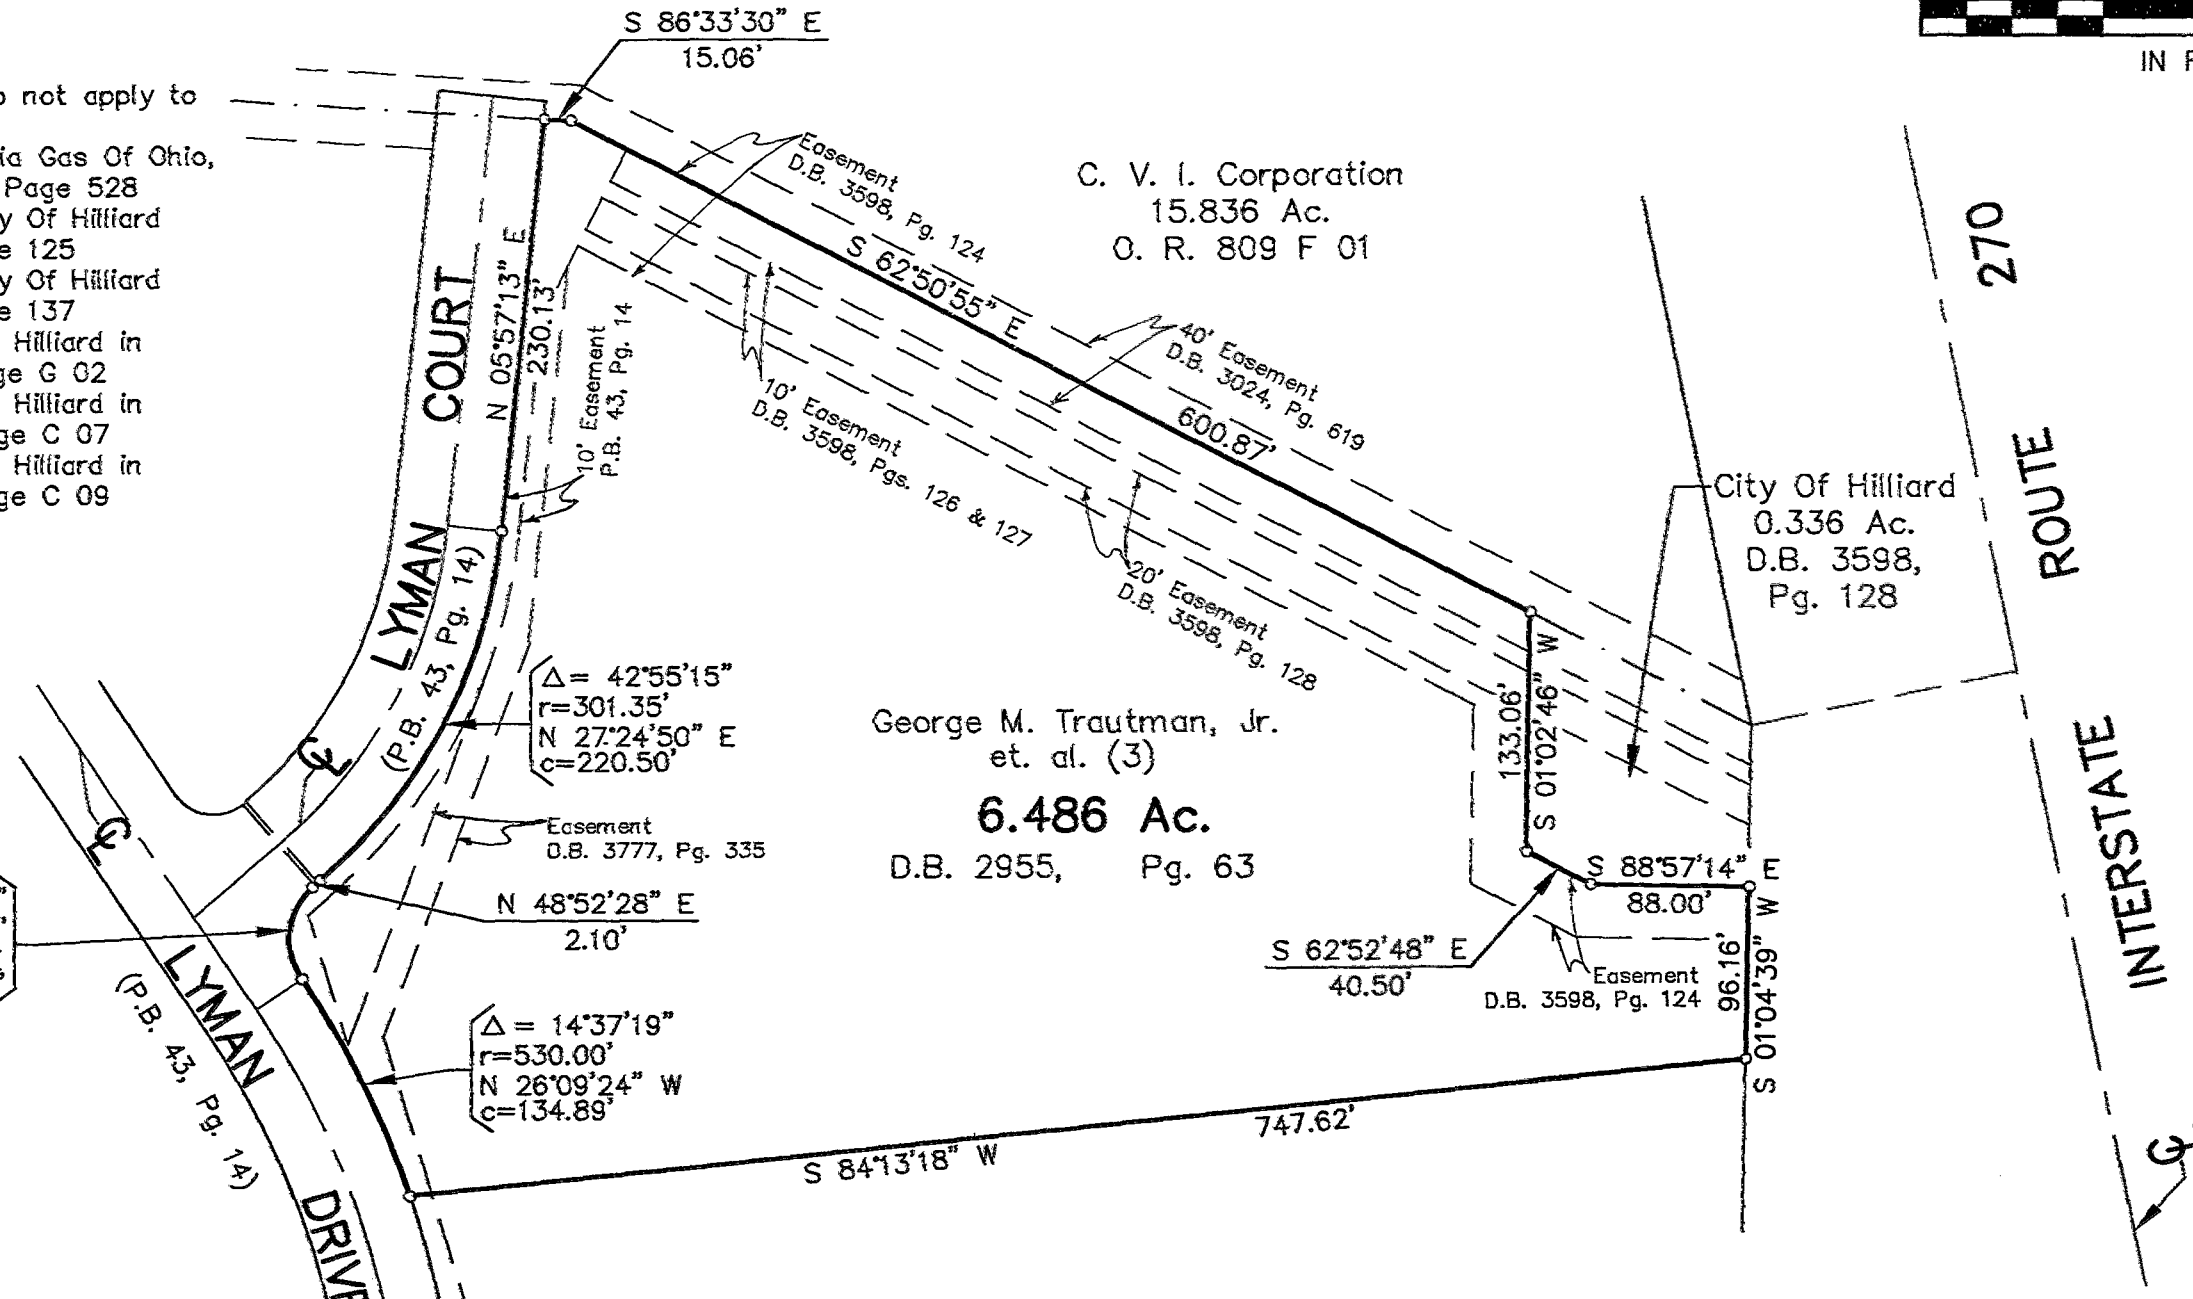 S 86°33'30" E
15.06'
IN
not apply to
Gas Of Ohio,
Page 528
Of Hilliard
125
Of Hilliard
137
Hilliard in
G 02
Hilliard in
C 07
Hilliard in
C 09
Easement
D.B. 3598, Pg. 124
C. V. I. Corporation
15.836 Ac.
O. R. 809 F 01
270
ROUTE
INTERSTATE
COURT
LYMAN
(P.B. 43, Pg. 14)
N 05°57'13" E
230.13'
10' Easement
P.B. 43, Pg. 14
S 62°50'55" E
600.87'
40' Easement
D.B. 3024, Pg. 619
10' Easement
D.B. 3598, Pgs. 126 & 127
20' Easement
D.B. 3598, Pg. 128
City Of Hilliard
0.336 Ac.
D.B. 3598,
Pg. 128
Δ= 42°55'15"
r=301.35'
N 27°24'50" E
c=220.50'
George M. Trautman, Jr.
et. al. (3)
6.486 Ac.
D.B. 2955, Pg. 63
133.06'
S 01°02'46" W
Easement
D.B. 3777, Pg. 335
N 48°52'28" E
2.10'
S 88°57'14" E
88.00'
S 62°52'48" E
40.50'
Easement
D.B. 3598, Pg. 124
96.16'
S 01°04'39" W
℄
℄
℄
LYMAN
DRIVE
(P.B. 43, Pg. 14)
Δ = 14°37'19"
r=530.00'
N 26°09'24" W
c=134.89'
S 84°13'18" W
747.62'